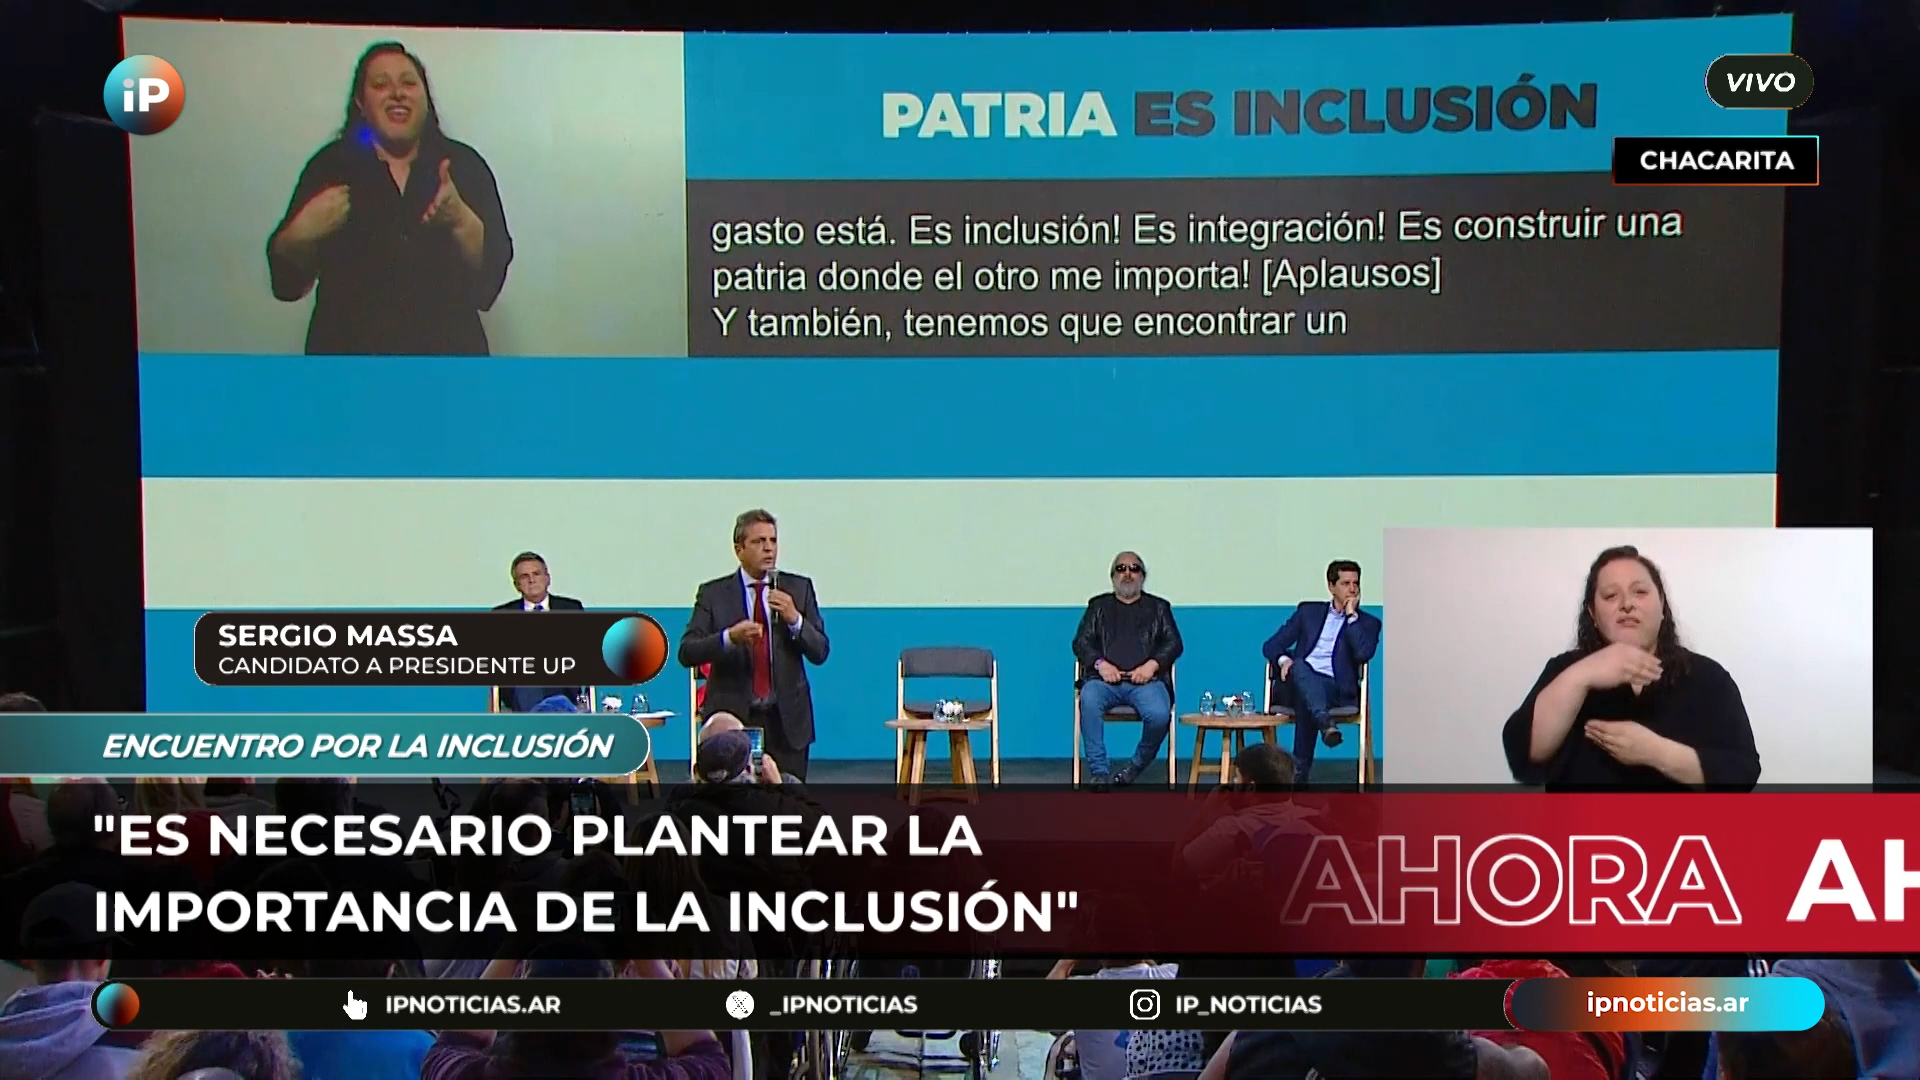 iP
VIVO
CHACARITA
PATRIA ES INCLUSIÓN
gasto está. Es inclusión! Es integración! Es construir una
patria donde el otro me importa! [Aplausos]
Y también, tenemos que encontrar un
SERGIO MASSA
CANDIDATO A PRESIDENTE UP
ENCUENTRO POR LA INCLUSIÓN
"ES NECESARIO PLANTEAR LA
IMPORTANCIA DE LA INCLUSIÓN"
AHORA AH
IPNOTICIAS.AR _IPNOTICIAS IP_NOTICIAS ipnoticias.ar